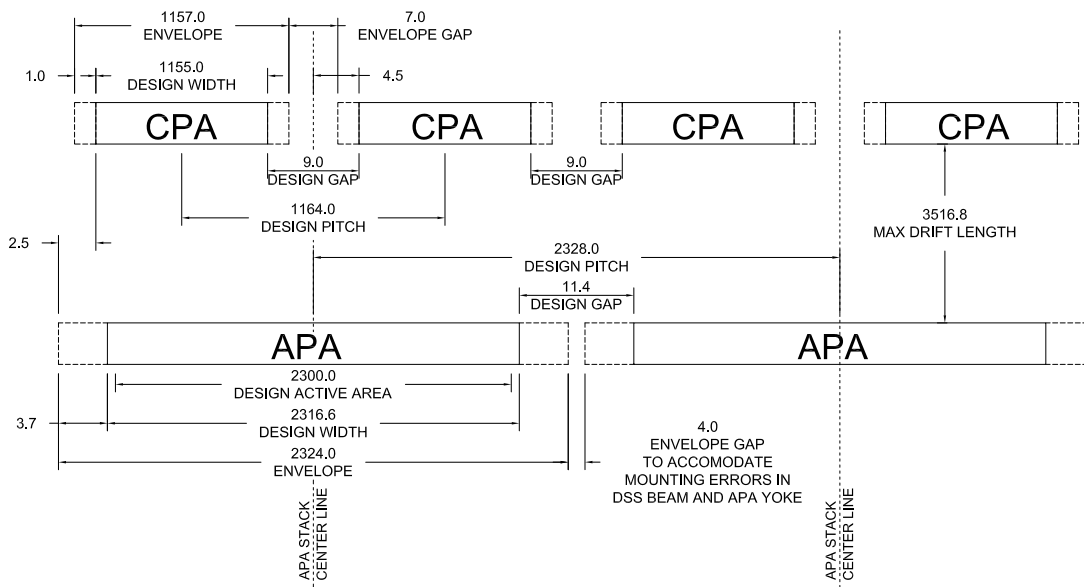 1157.0
ENVELOPE
7.0
ENVELOPE GAP
1.0
1155.0
DESIGN WIDTH
4.5
CPA
CPA
CPA
CPA
9.0
DESIGN GAP
9.0
DESIGN GAP
1164.0
DESIGN PITCH
3516.8
MAX DRIFT LENGTH
2.5
2328.0
DESIGN PITCH
11.4
DESIGN GAP
APA
APA
2300.0
DESIGN ACTIVE AREA
3.7
2316.6
DESIGN WIDTH
2324.0
ENVELOPE
4.0
ENVELOPE GAP
TO ACCOMODATE
MOUNTING ERRORS IN
DSS BEAM AND APA YOKE
APA STACK
CENTER LINE
APA STACK
CENTER LINE